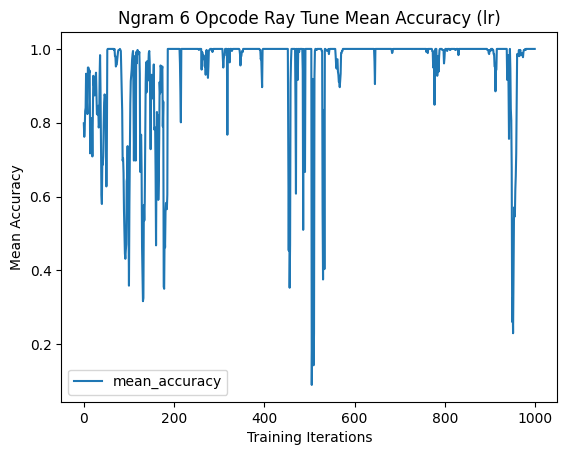 Ngram 6 Opcode Ray Tune Mean Accuracy (lr)
1.0
0.8
0.6
0.4
0.2
Mean Accuracy
mean_accuracy
0 200 400 600 800 1000
Training Iterations